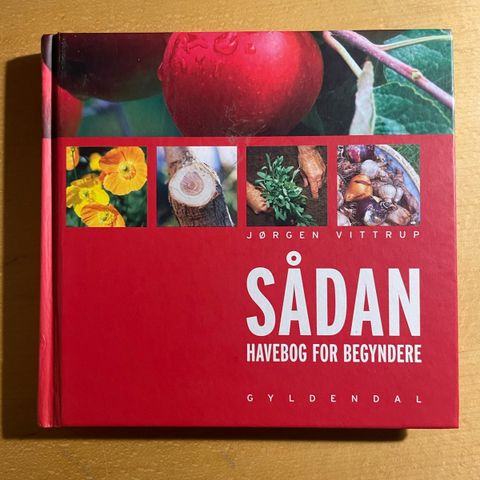 JØRGEN VITTRUP
SÅDAN
HAVEBOG FOR BEGYNDERE
GYLDENDAL